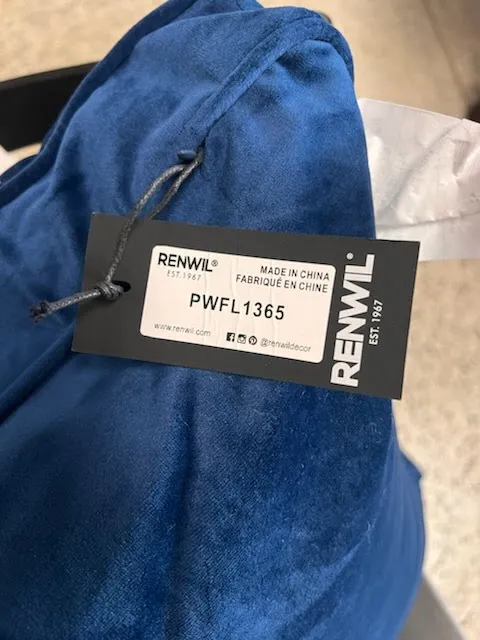 RENWIL®
EST. 1967
MADE IN CHINA
FABRIQUÉ EN CHINE
PWFL1365
www.renwil.com
@renwildecor
RENWIL®
EST. 1967